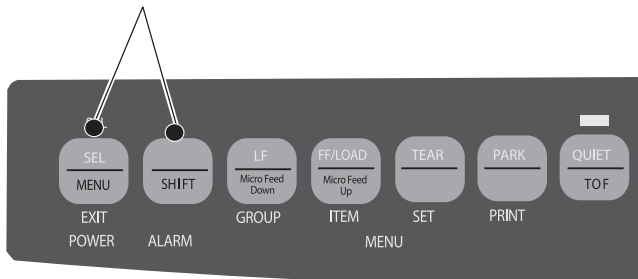 SEL LF FF/LOAD TEAR PARK QUIET
MENU SHIFT Micro Feed Down Micro Feed Up TOF
EXIT GROUP ITEM SET PRINT
POWER ALARM MENU